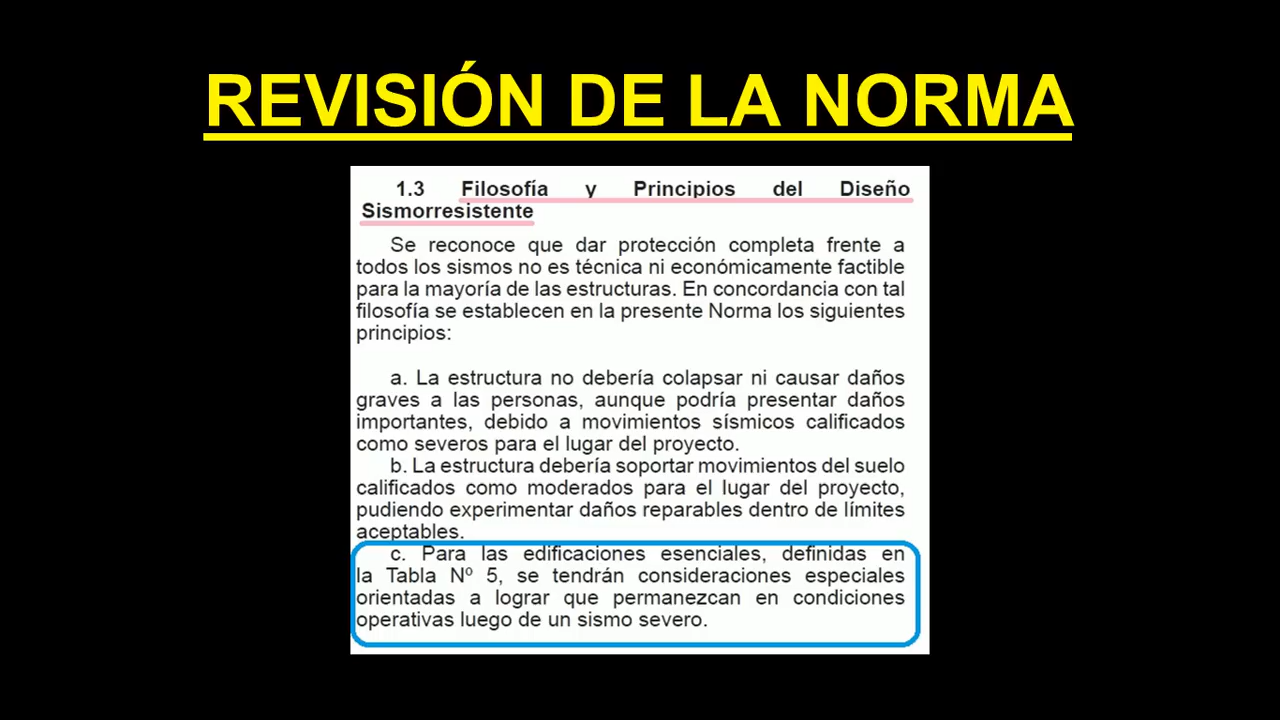 REVISIÓN DE LA NORMA
1.3 Filosofía y Principios del Diseño
Sismorresistente
Se reconoce que dar protección completa frente a
todos los sismos no es técnica ni económicamente factible
para la mayoría de las estructuras. En concordancia con tal
filosofía se establecen en la presente Norma los siguientes
principios:
a. La estructura no debería colapsar ni causar daños
graves a las personas, aunque podría presentar daños
importantes, debido a movimientos sísmicos calificados
como severos para el lugar del proyecto.
b. La estructura debería soportar movimientos del suelo
calificados como moderados para el lugar del proyecto,
pudiendo experimentar daños reparables dentro de límites
aceptables.
c. Para las edificaciones esenciales, definidas en
la Tabla Nº 5, se tendrán consideraciones especiales
orientadas a lograr que permanezcan en condiciones
operativas luego de un sismo severo.